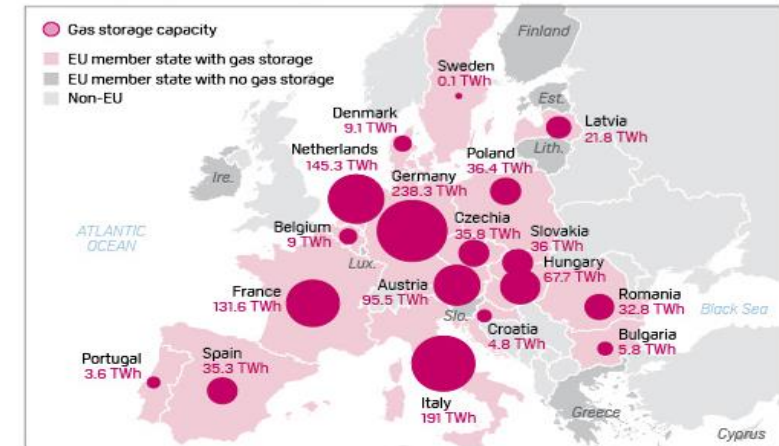 Gas storage capacity
EU member state with gas storage
EU member state with no gas storage
Non-EU
Finland
Sweden
0.1 TWh
Est.
Denmark
9.1 TWh
Latvia
21.8 TWh
Lith.
Netherlands
145.3 TWh
Poland
36.4 TWh
Ire.
Germany
238.3 TWh
Czechia
35.8 TWh
Slovakia
36 TWh
Belgium
9 TWh
ATLANTIC
OCEAN
Lux.
Hungary
67.7 TWh
Austria
95.5 TWh
France
131.6 TWh
Romania
32.8 TWh
Black Sea
Slo.
Croatia
4.8 TWh
Bulgaria
5.8 TWh
Portugal
3.6 TWh
Spain
35.3 TWh
Italy
191 TWh
Greece
Cyprus